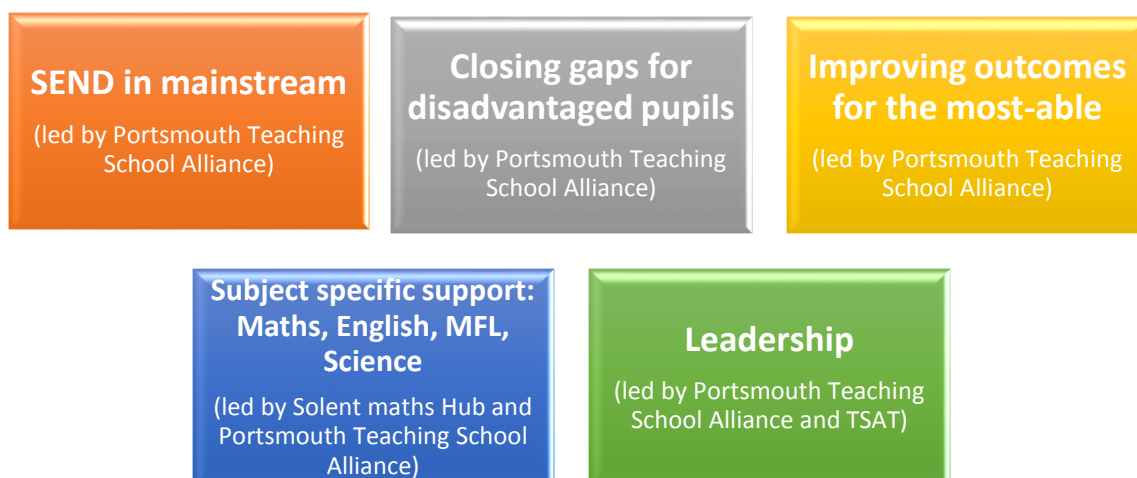 SEND in mainstream
(led by Portsmouth Teaching
School Alliance)
Closing gaps for
disadvantaged pupils
(led by Portsmouth Teaching
School Alliance)
Improving outcomes
for the most-able
(led by Portsmouth Teaching
School Alliance)
Subject specific support:
Maths, English, MFL,
Science
(led by Solent maths Hub and
Portsmouth Teaching School
Alliance)
Leadership
(led by Portsmouth Teaching
School Alliance and TSAT)